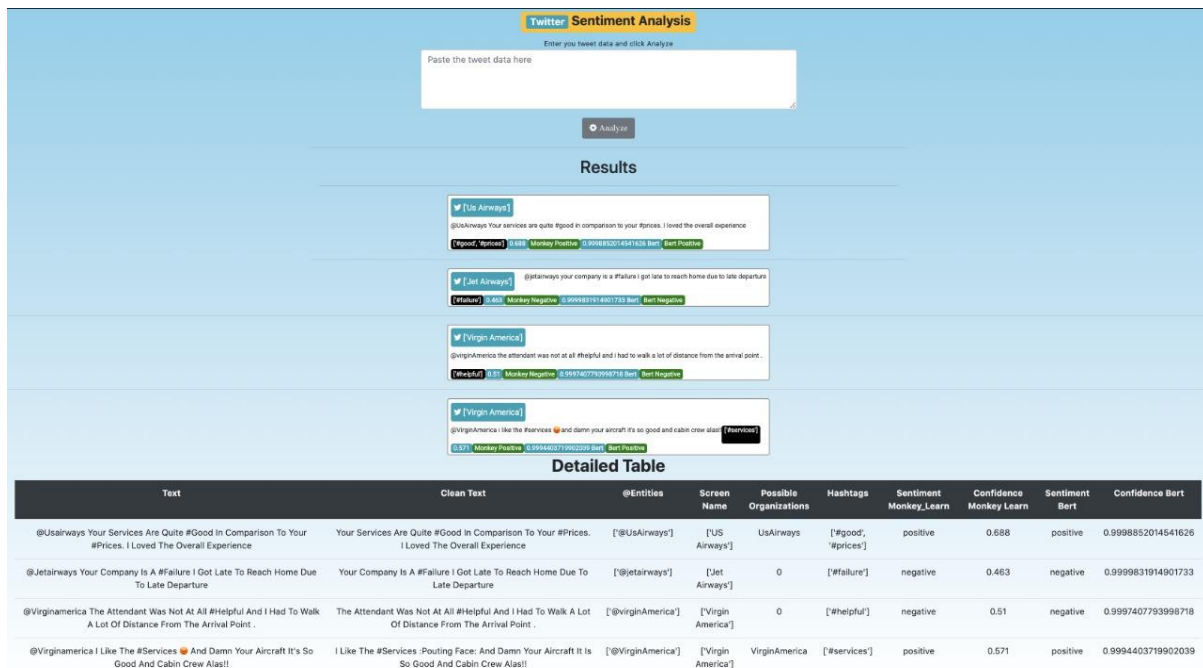 Twitter Sentiment Analysis
Enter you tweet data and click Analyze
Paste the tweet data here
Analyze
Results
['Us Airways']
@UsAirways Your services are quite #good in comparison to your #prices. I loved the overall experience
['#good', '#prices'] 0.688 Monkey Positive 0.9998852014541626 Bert Bert Positive
['Jet Airways'] @jetairways your company is a #failure i got late to reach home due to late departure
['#failure'] 0.463 Monkey Negative 0.9999831914901733 Bert Bert Negative
['Virgin America']
@virginAmerica the attendant was not at all #helpful and i had to walk a lot of distance from the arrival point .
['#helpful'] 0.51 Monkey Negative 0.9997407793998718 Bert Bert Negative
['Virgin America']
@VirginAmerica i like the #services 😡 and damn your aircraft it's so good and cabin crew alas!! ['#services']
0.571 Monkey Positive 0.9994403719902039 Bert Bert Positive
Detailed Table
Text Clean Text @Entities Screen Name Possible Organizations Hashtags Sentiment Monkey_Learn Confidence Monkey Learn Sentiment Bert Confidence Bert
@Usairways Your Services Are Quite #Good In Comparison To Your #Prices. I Loved The Overall Experience Your Services Are Quite #Good In Comparison To Your #Prices. I Loved The Overall Experience ['@UsAirways'] ['US Airways'] UsAirways ['#good', '#prices'] positive 0.688 positive 0.9998852014541626
@Jetairways Your Company Is A #Failure I Got Late To Reach Home Due To Late Departure Your Company Is A #Failure I Got Late To Reach Home Due To Late Departure ['@jetairways'] ['Jet Airways'] 0 ['#failure'] negative 0.463 negative 0.9999831914901733
@Virginamerica The Attendant Was Not At All #Helpful And I Had To Walk A Lot Of Distance From The Arrival Point . The Attendant Was Not At All #Helpful And I Had To Walk A Lot Of Distance From The Arrival Point . ['@virginAmerica'] ['Virgin America'] 0 ['#helpful'] negative 0.51 negative 0.9997407793998718
@Virginamerica I Like The #Services 😡 And Damn Your Aircraft It's So Good And Cabin Crew Alas!! I Like The #Services :Pouting Face: And Damn Your Aircraft It Is So Good And Cabin Crew Alas!! ['@VirginAmerica'] ['Virgin America'] VirginAmerica ['#services'] positive 0.571 positive 0.9994403719902039